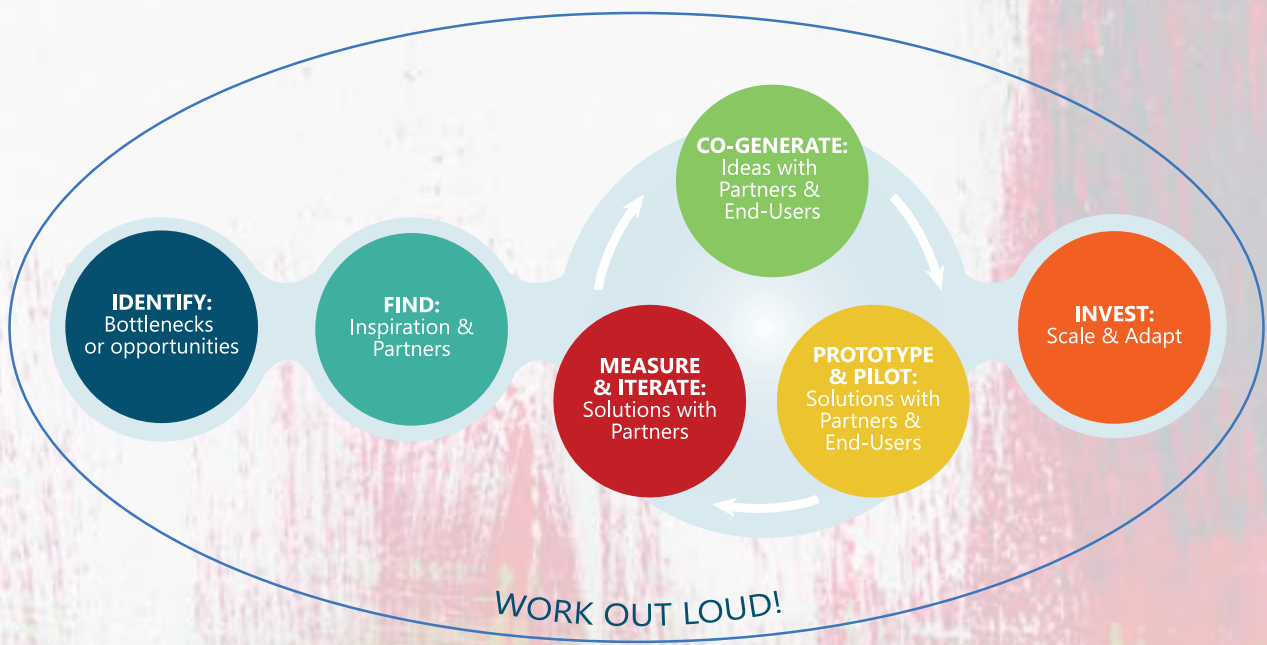 IDENTIFY:
Bottlenecks
or opportunities
FIND:
Inspiration &
Partners
CO-GENERATE:
Ideas with
Partners &
End-Users
PROTOTYPE
& PILOT:
Solutions with
Partners &
End-Users
MEASURE
& ITERATE:
Solutions with
Partners
INVEST:
Scale & Adapt
WORK OUT LOUD!